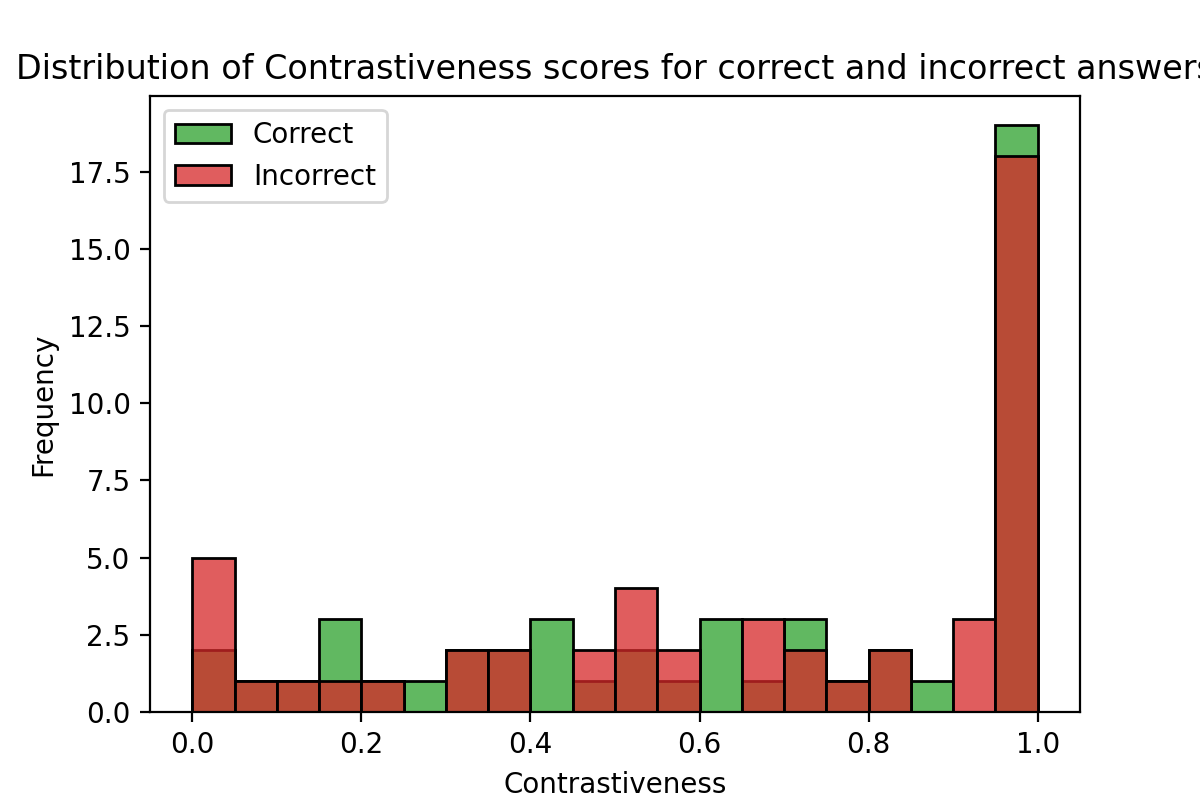 Distribution of Contrastiveness scores for correct and incorrect answers
Correct
Incorrect
Frequency
17.5
15.0
12.5
10.0
7.5
5.0
2.5
0.0
0.0 0.2 0.4 0.6 0.8 1.0
Contrastiveness